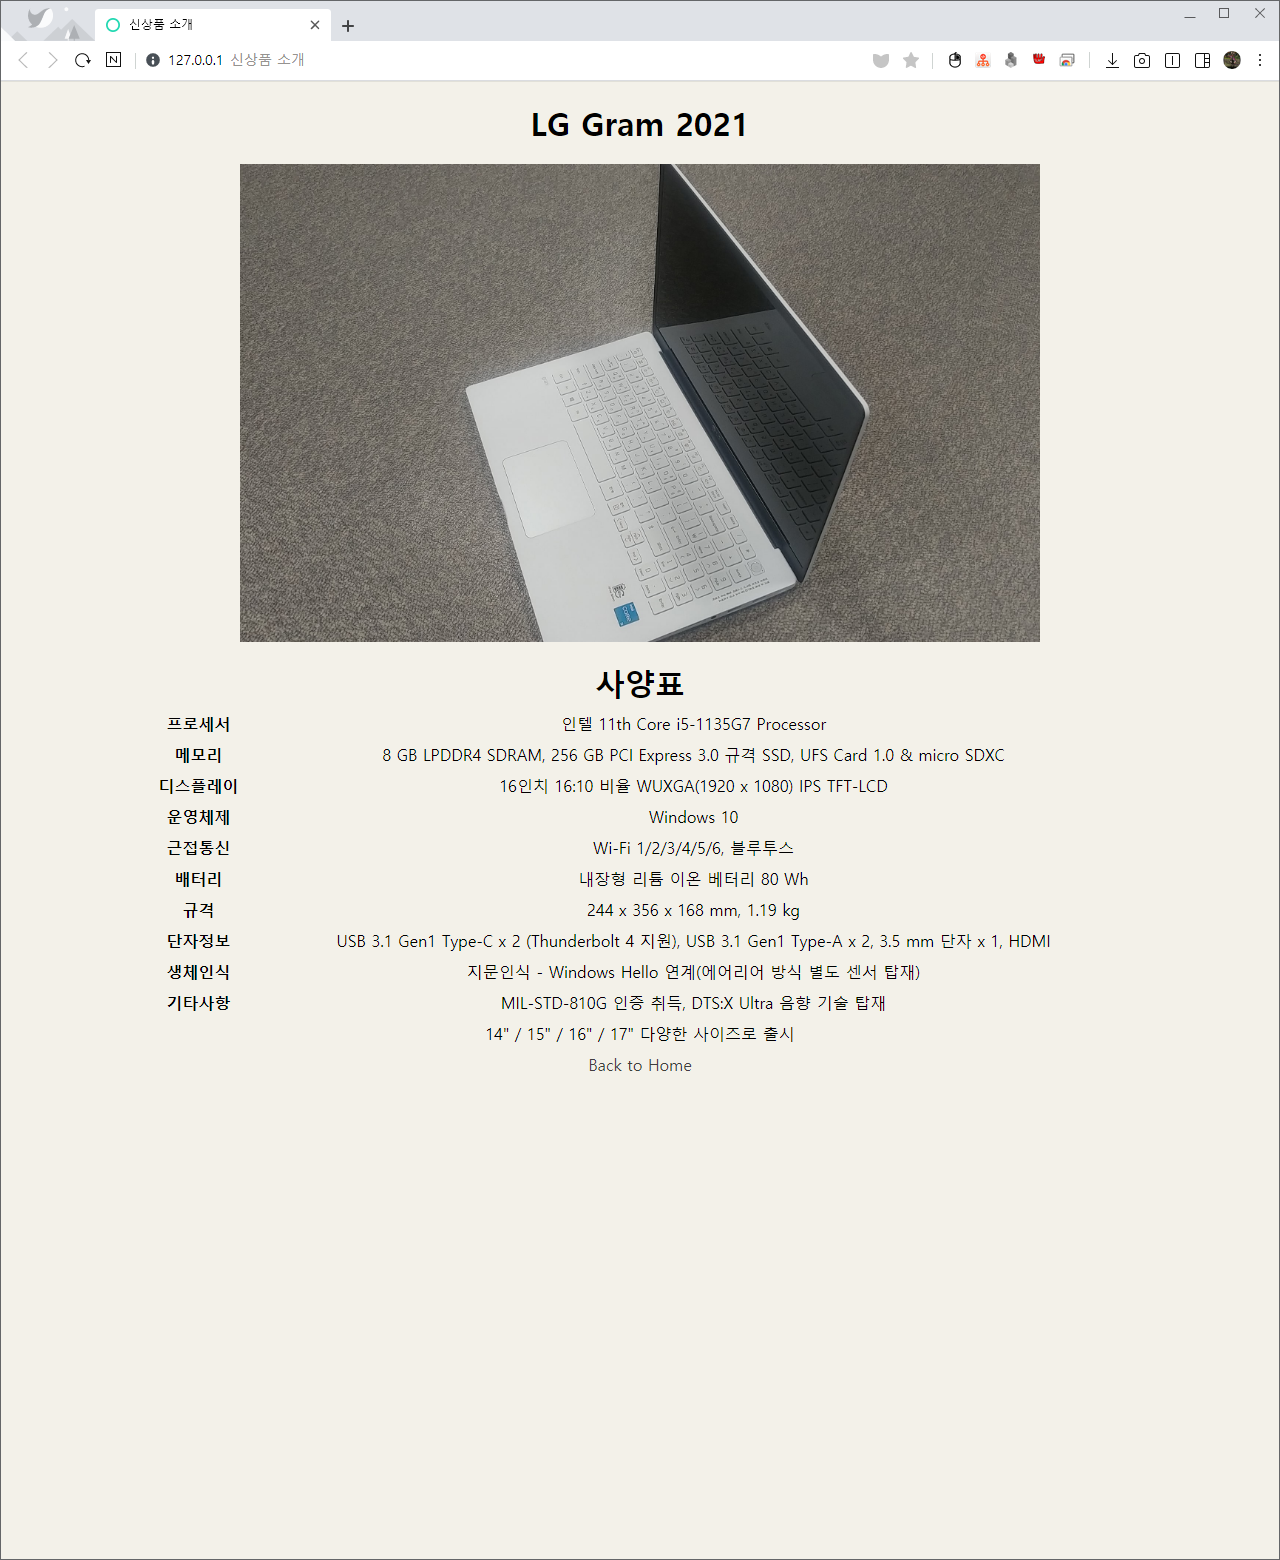 신상품 소개
127.0.0.1 신상품 소개
LG Gram 2021
사양표
프로세서 인텔 11th Core i5-1135G7 Processor
메모리 8 GB LPDDR4 SDRAM, 256 GB PCI Express 3.0 규격 SSD, UFS Card 1.0 & micro SDXC
디스플레이 16인치 16:10 비율 WUXGA(1920 x 1080) IPS TFT-LCD
운영체제 Windows 10
근접통신 Wi-Fi 1/2/3/4/5/6, 블루투스
배터리 내장형 리튬 이온 베터리 80 Wh
규격 244 x 356 x 168 mm, 1.19 kg
단자정보 USB 3.1 Gen1 Type-C x 2 (Thunderbolt 4 지원), USB 3.1 Gen1 Type-A x 2, 3.5 mm 단자 x 1, HDMI
생체인식 지문인식 - Windows Hello 연계(에어리어 방식 별도 센서 탑재)
기타사항 MIL-STD-810G 인증 취득, DTS:X Ultra 음향 기술 탑재
14" / 15" / 16" / 17" 다양한 사이즈로 출시
Back to Home